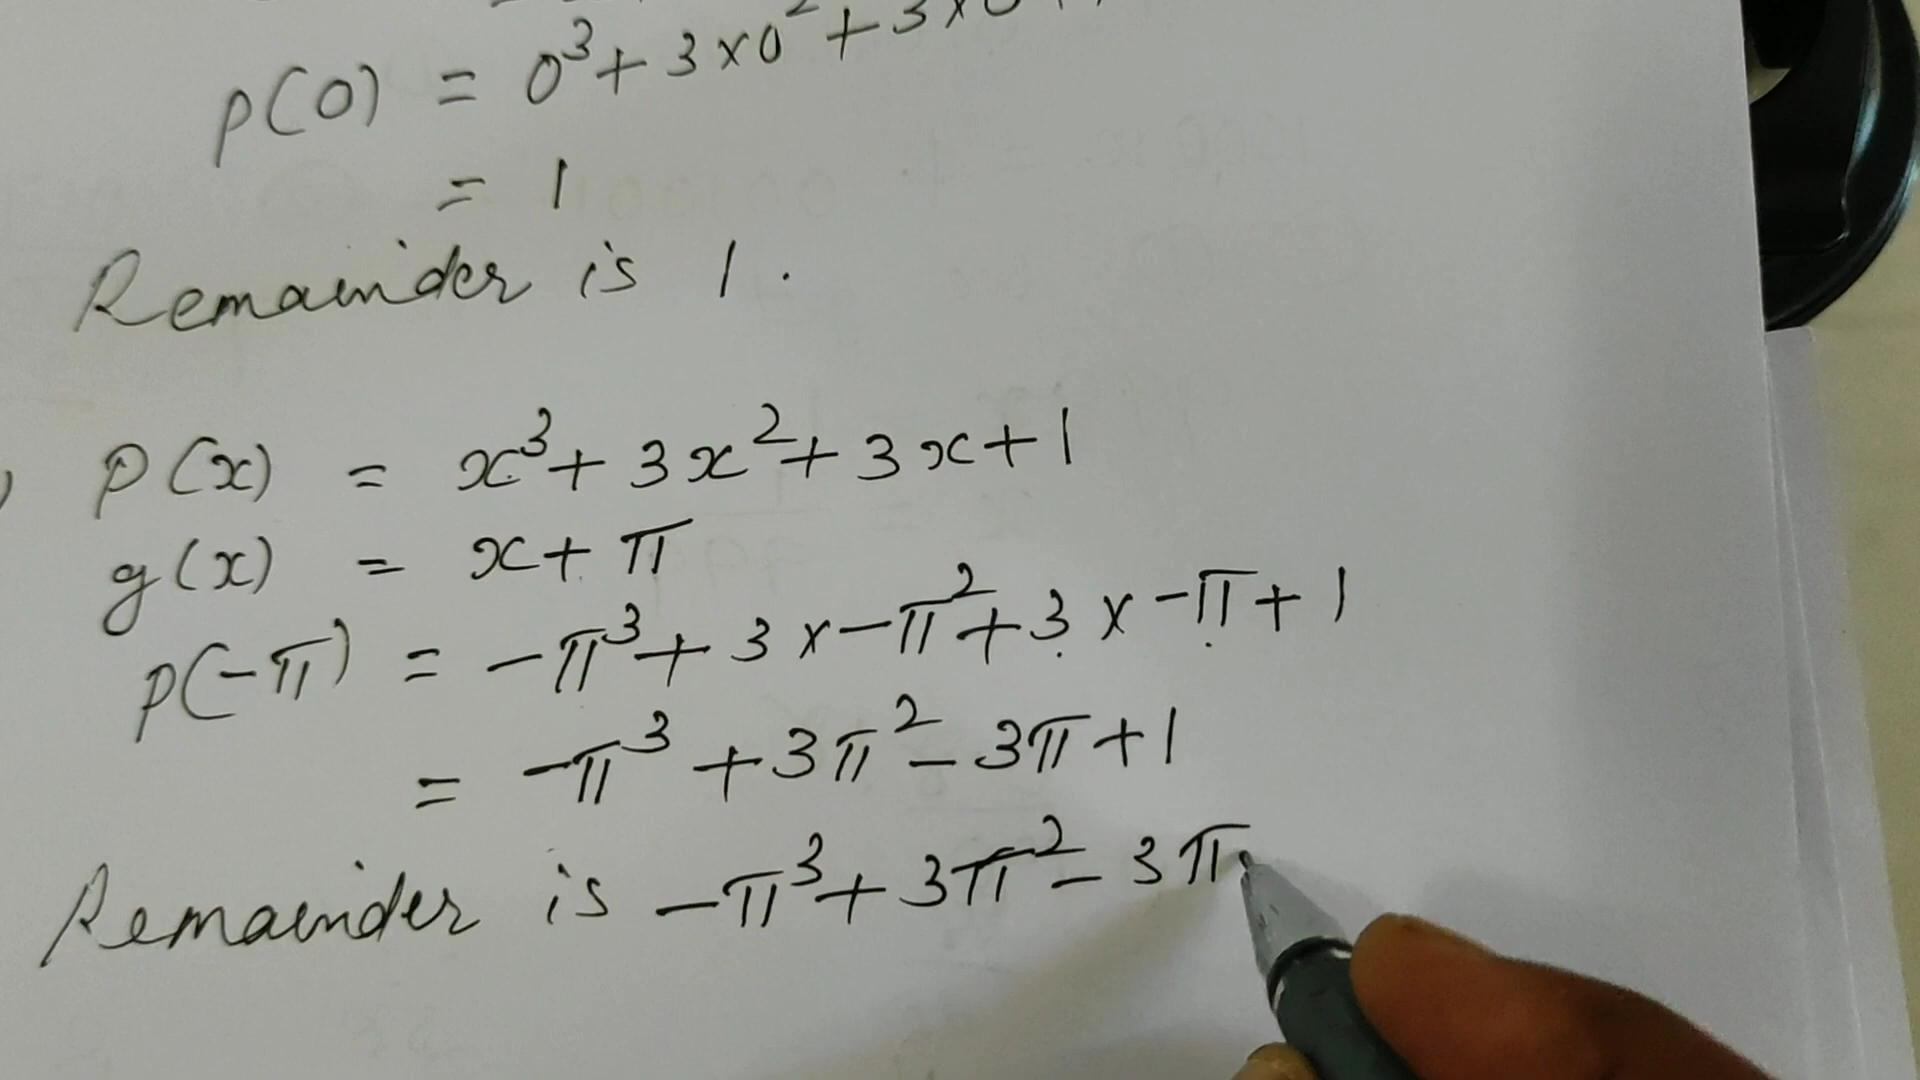 p(0) = 0³ + 3×0² + 3×0
= 1
Remainder is 1.
P(x) = x³ + 3x² + 3x + 1
g(x) = x + π
p(-π) = -π³ + 3 x -π² + 3 x -π + 1
= -π³ + 3π² - 3π + 1
Remainder is -π³ + 3π² - 3π